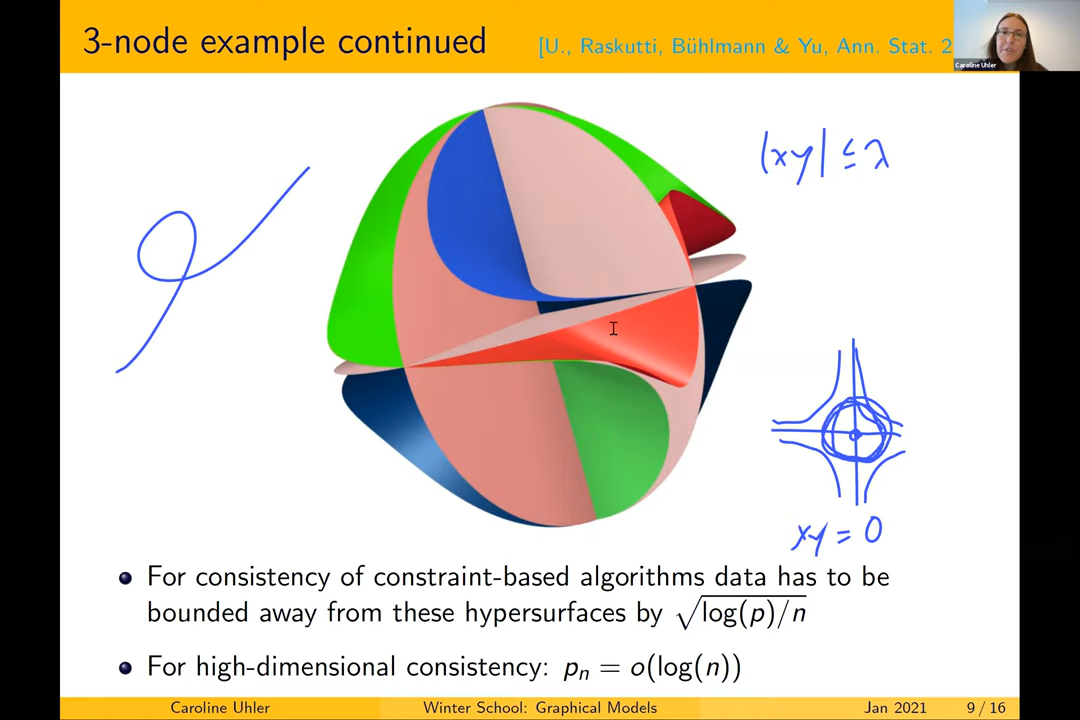 3-node example continued [U., Raskutti, Bühlmann & Yu, Ann. Stat. 2
Caroline Uhler
|xy| ≤ λ
xy = 0
For consistency of constraint-based algorithms data has to be
bounded away from these hypersurfaces by √log(p)/n
For high-dimensional consistency: pₙ = o(log(n))
Caroline Uhler Winter School: Graphical Models Jan 2021 9 / 16